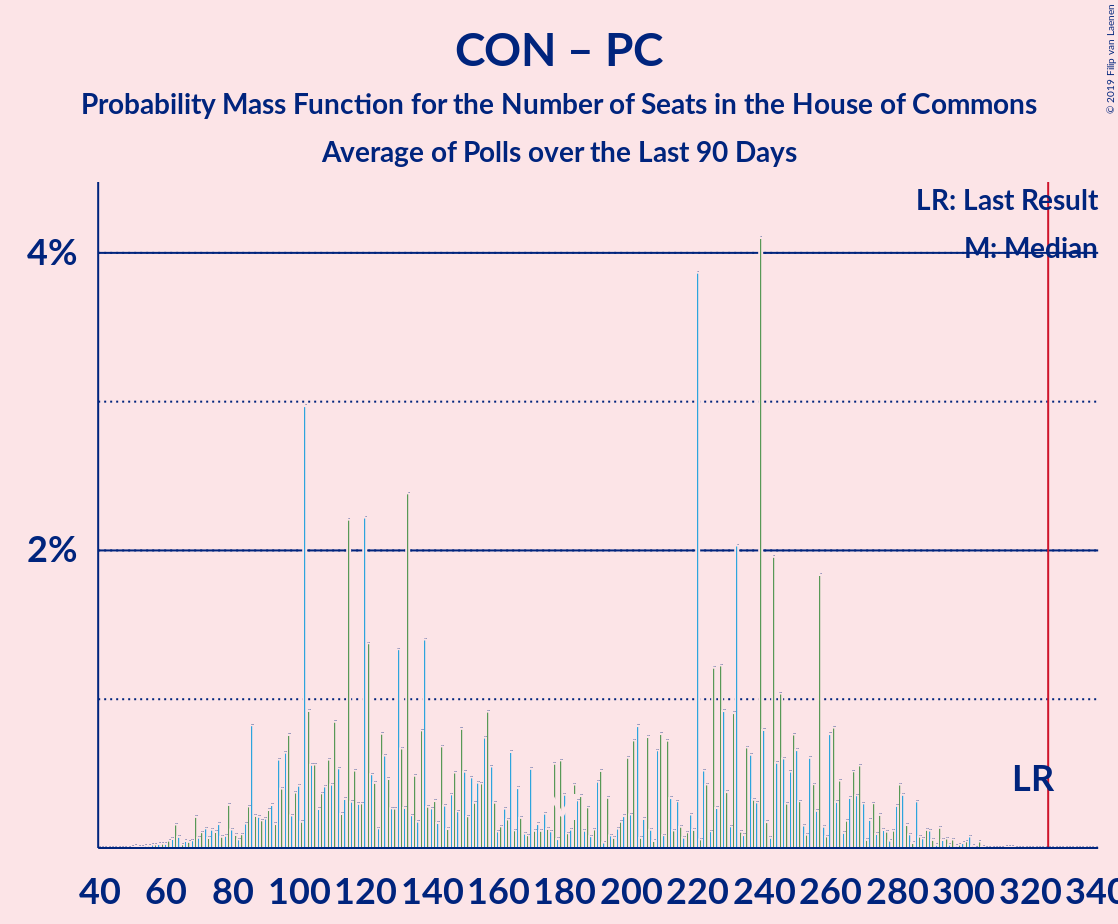 CON – PC
Probability Mass Function for the Number of Seats in the House of Commons
Average of Polls over the Last 90 Days
© 2019 Filip van Laenen
LR: Last Result
M: Median
4%
2%
LR
40 60 80 100 120 140 160 180 200 220 240 260 280 300 320 340